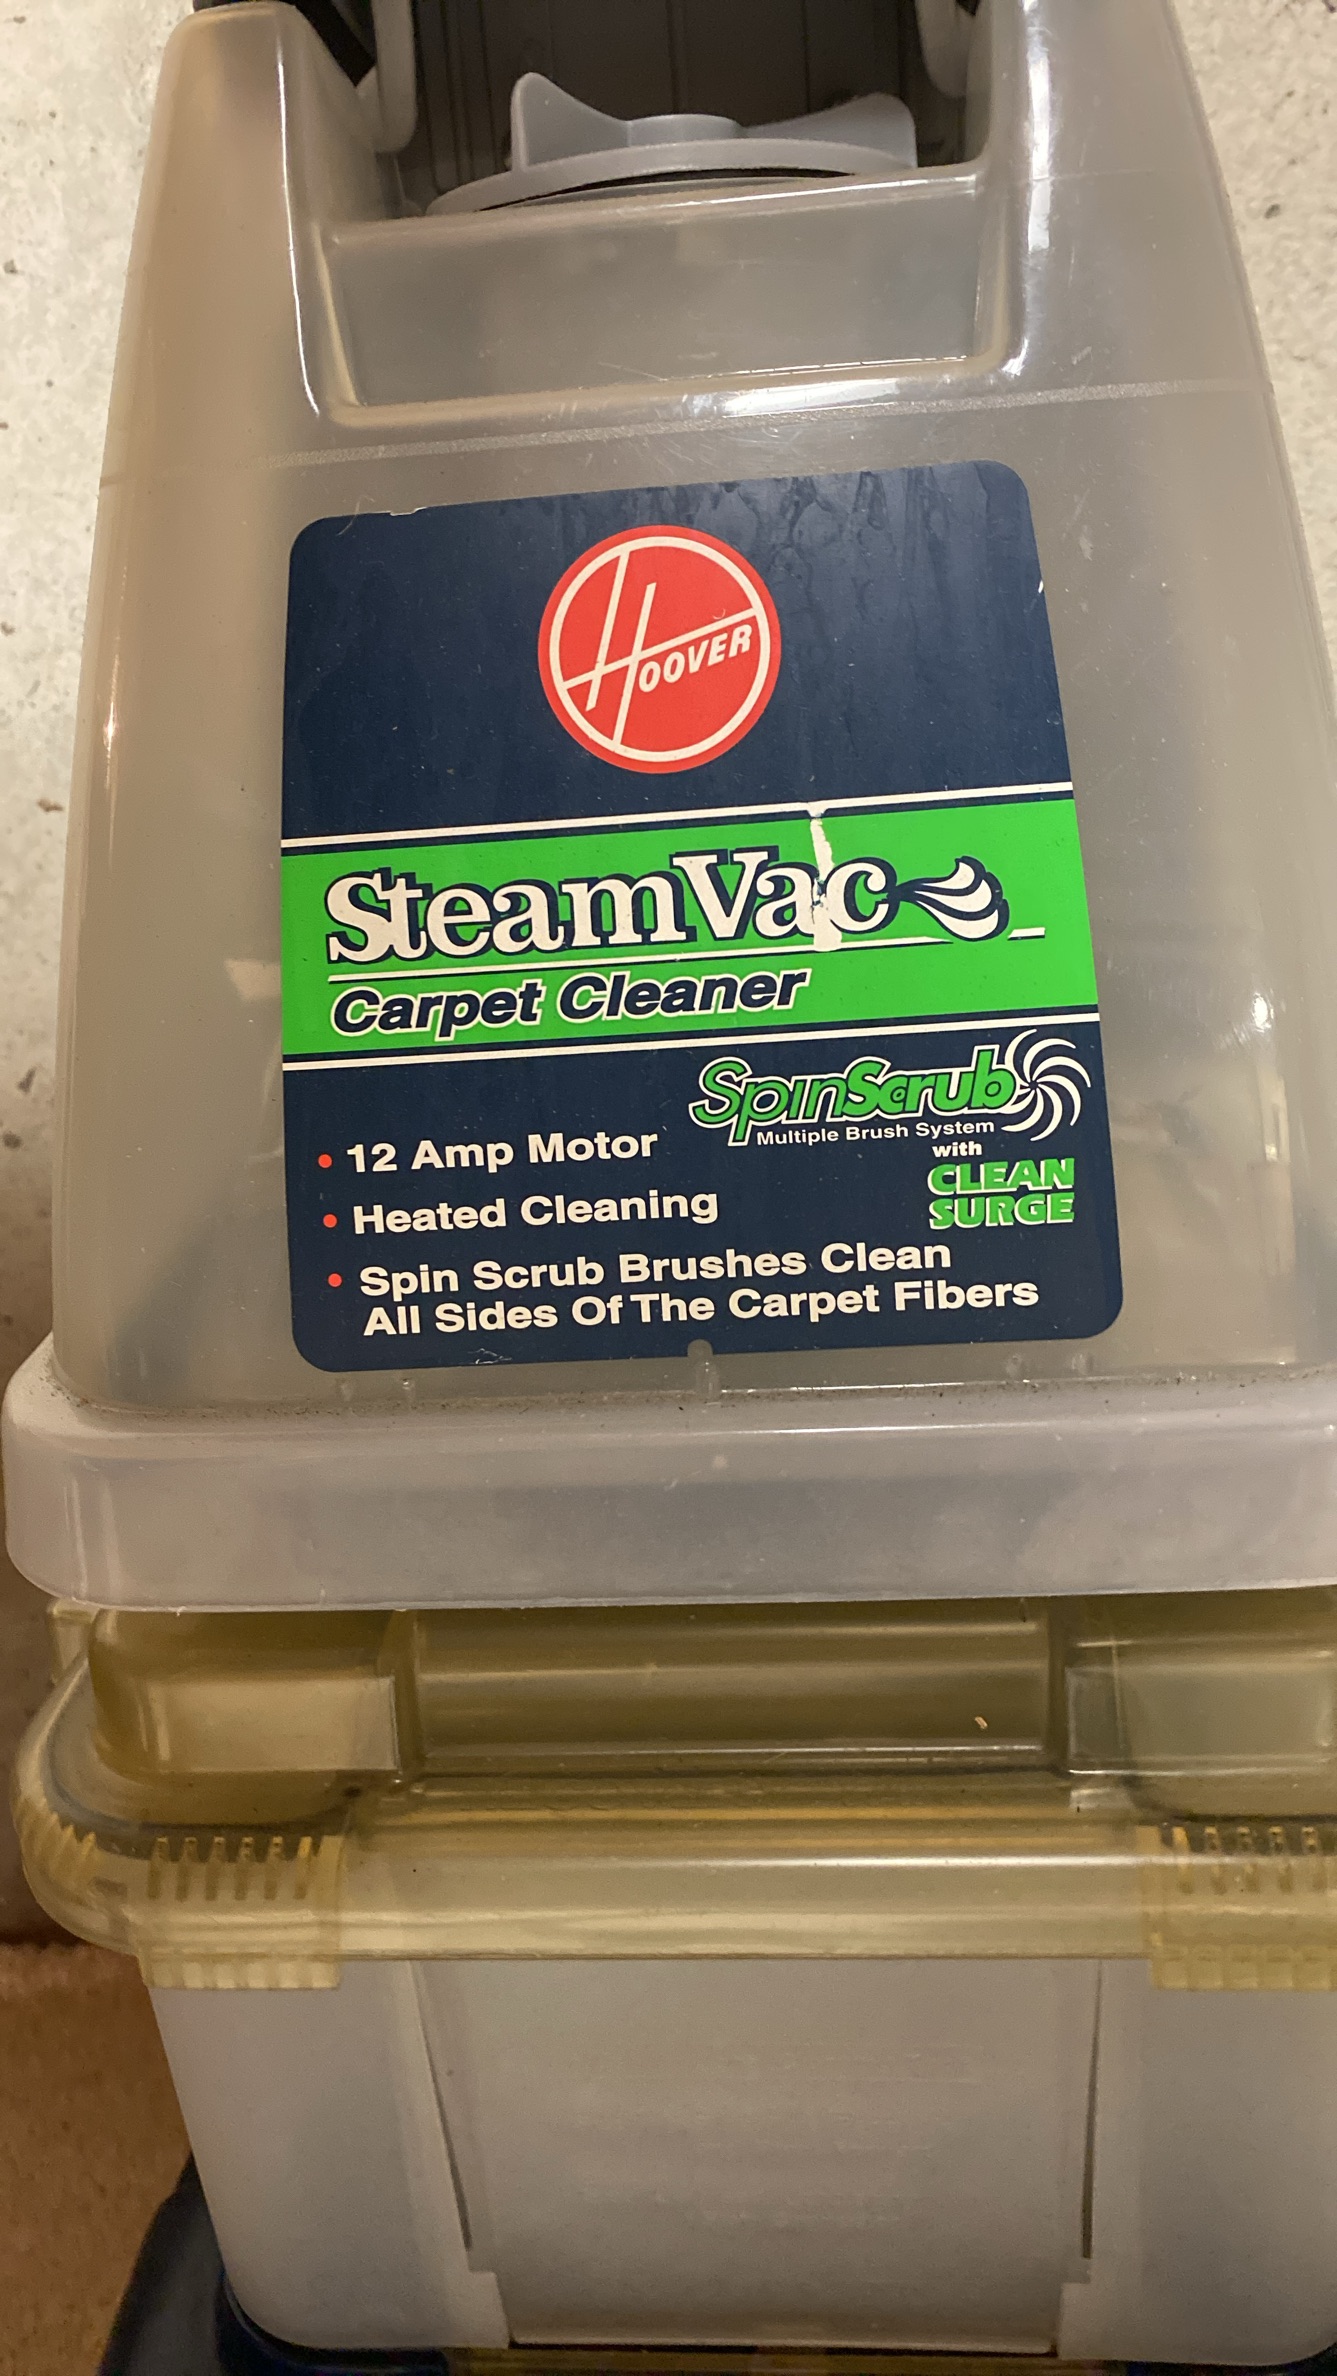 HOOVER
SteamVac
Carpet Cleaner
SpinScrub
Multiple Brush System
with
CLEAN
SURGE
• 12 Amp Motor
• Heated Cleaning
• Spin Scrub Brushes Clean
All Sides Of The Carpet Fibers